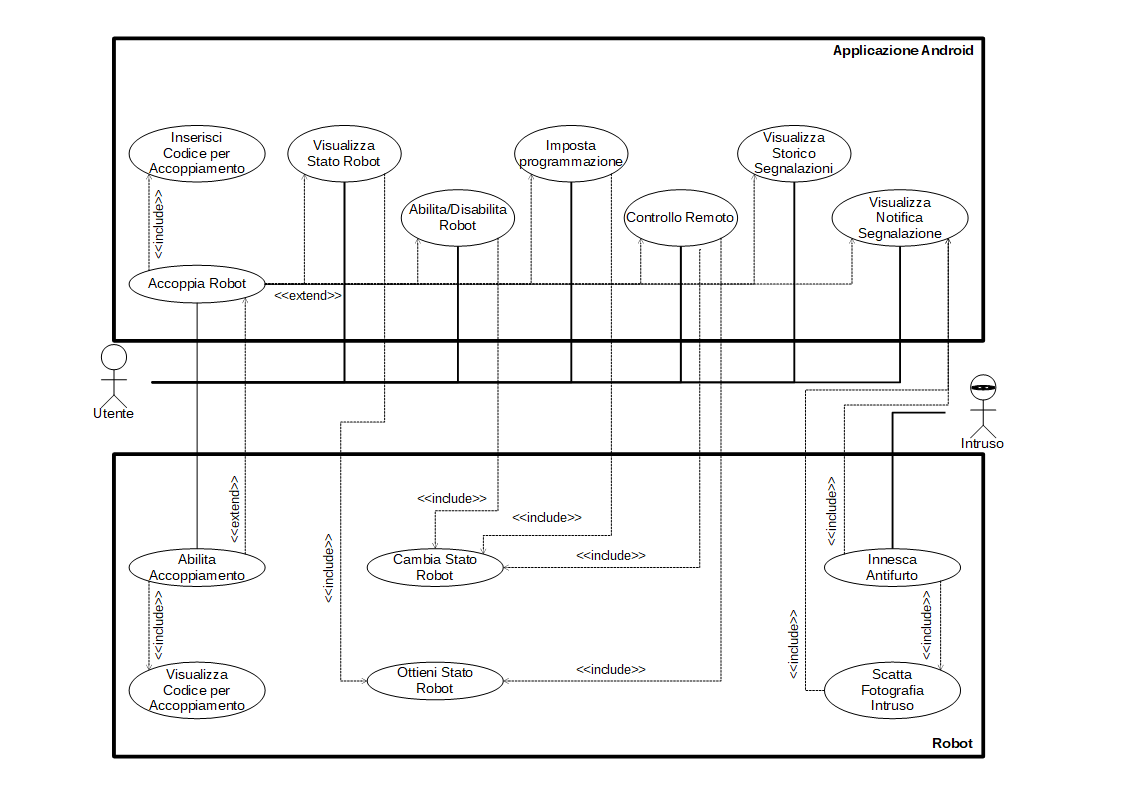 Applicazione Android
Inserisci
Codice per
Accoppiamento
Visualizza
Stato Robot
Imposta
programmazione
Visualizza
Storico
Segnalazioni
Abilita/Disabilita
Robot
Controllo Remoto
Visualizza
Notifica
Segnalazione
<<include>>
Accoppia Robot
<<extend>>
Utente
Intruso
<<extend>>
<<include>>
<<include>>
<<include>>
<<include>>
<<include>>
Abilita
Accoppiamento
Cambia Stato
Robot
Innesca
Antifurto
<<include>>
<<include>>
<<include>>
<<include>>
Visualizza
Codice per
Accoppiamento
Ottieni Stato
Robot
Scatta
Fotografia
Intruso
Robot